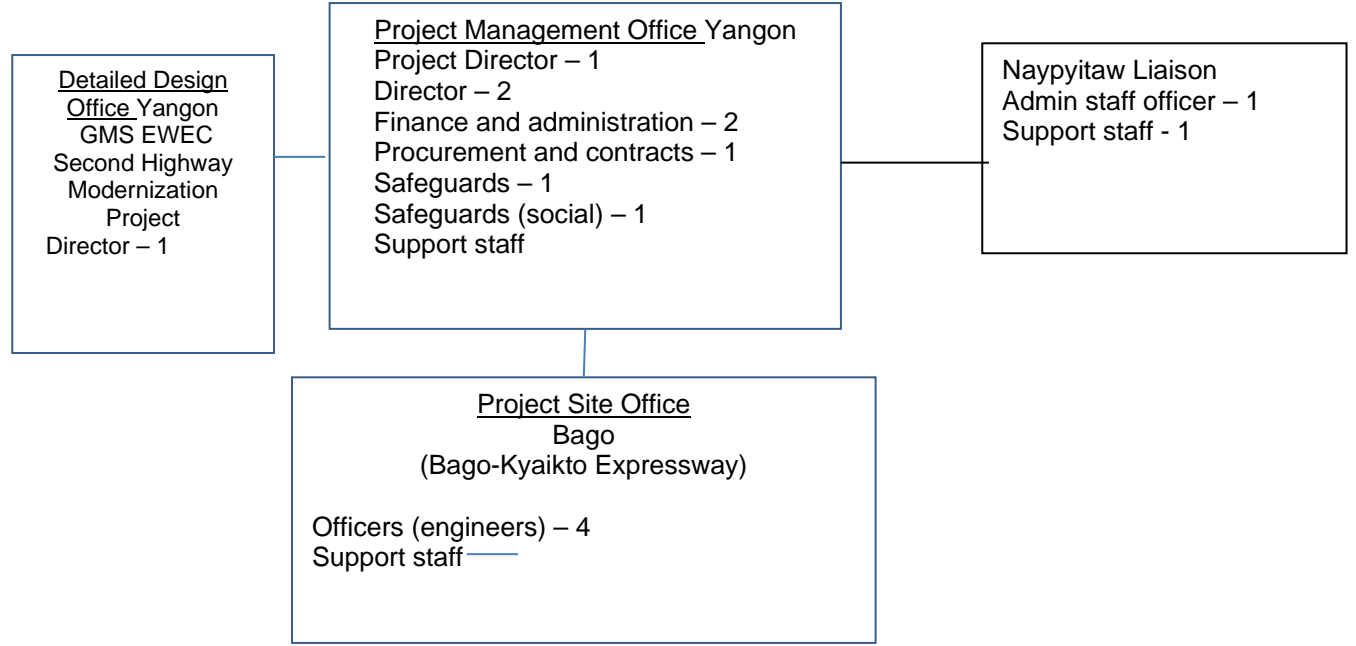 Detailed Design
Office Yangon
GMS EWEC
Second Highway
Modernization
Project
Director – 1
Project Management Office Yangon
Project Director – 1
Director – 2
Finance and administration – 2
Procurement and contracts – 1
Safeguards – 1
Safeguards (social) – 1
Support staff
Naypyitaw Liaison
Admin staff officer – 1
Support staff - 1
Project Site Office
Bago
(Bago-Kyaikto Expressway)
Officers (engineers) – 4
Support staff